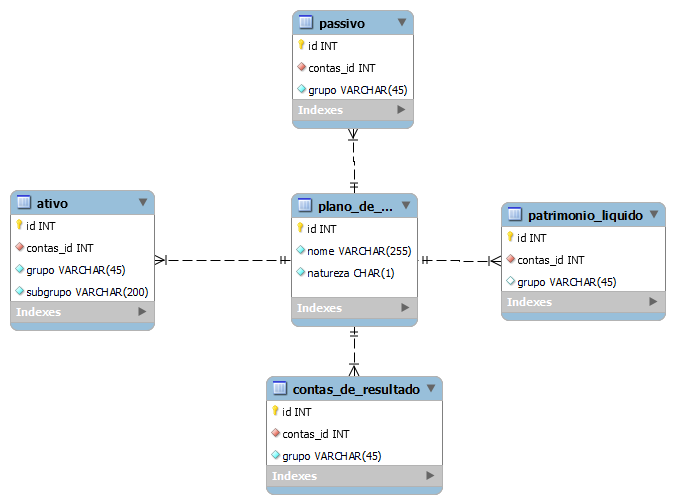 passivo
id INT
contas_id INT
grupo VARCHAR(45)
Indexes
ativo
id INT
contas_id INT
grupo VARCHAR(45)
subgrupo VARCHAR(200)
Indexes
plano_de_...
id INT
nome VARCHAR(255)
natureza CHAR(1)
Indexes
patrimonio_liquido
id INT
contas_id INT
grupo VARCHAR(45)
Indexes
contas_de_resultado
id INT
contas_id INT
grupo VARCHAR(45)
Indexes